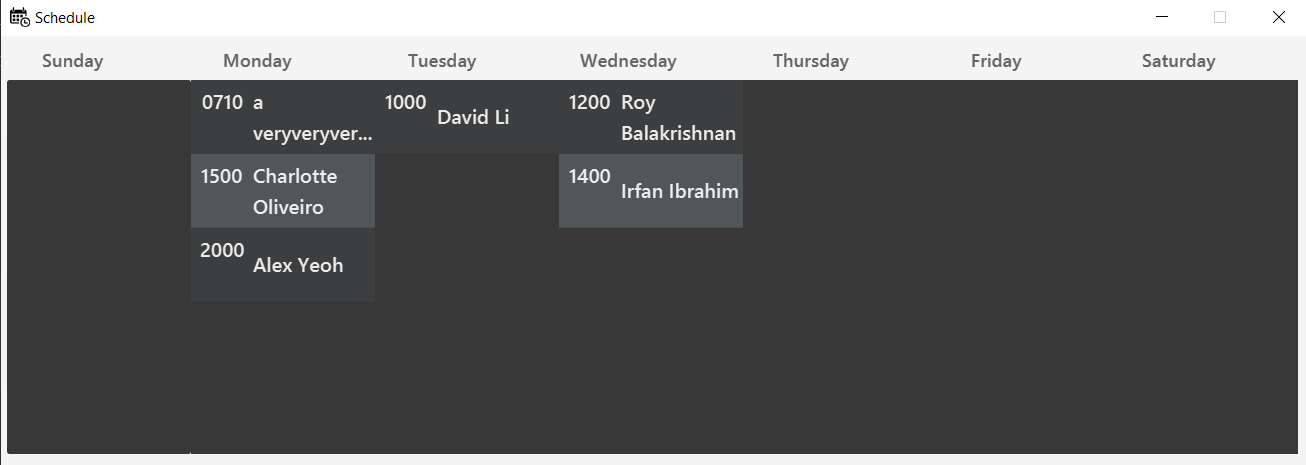 Schedule
Sunday Monday Tuesday Wednesday Thursday Friday Saturday
0710 a
veryveryver...
1500 Charlotte
Oliveiro
2000
Alex Yeoh
1000
David Li
1200 Roy
Balakrishnan
1400
Irfan Ibrahim